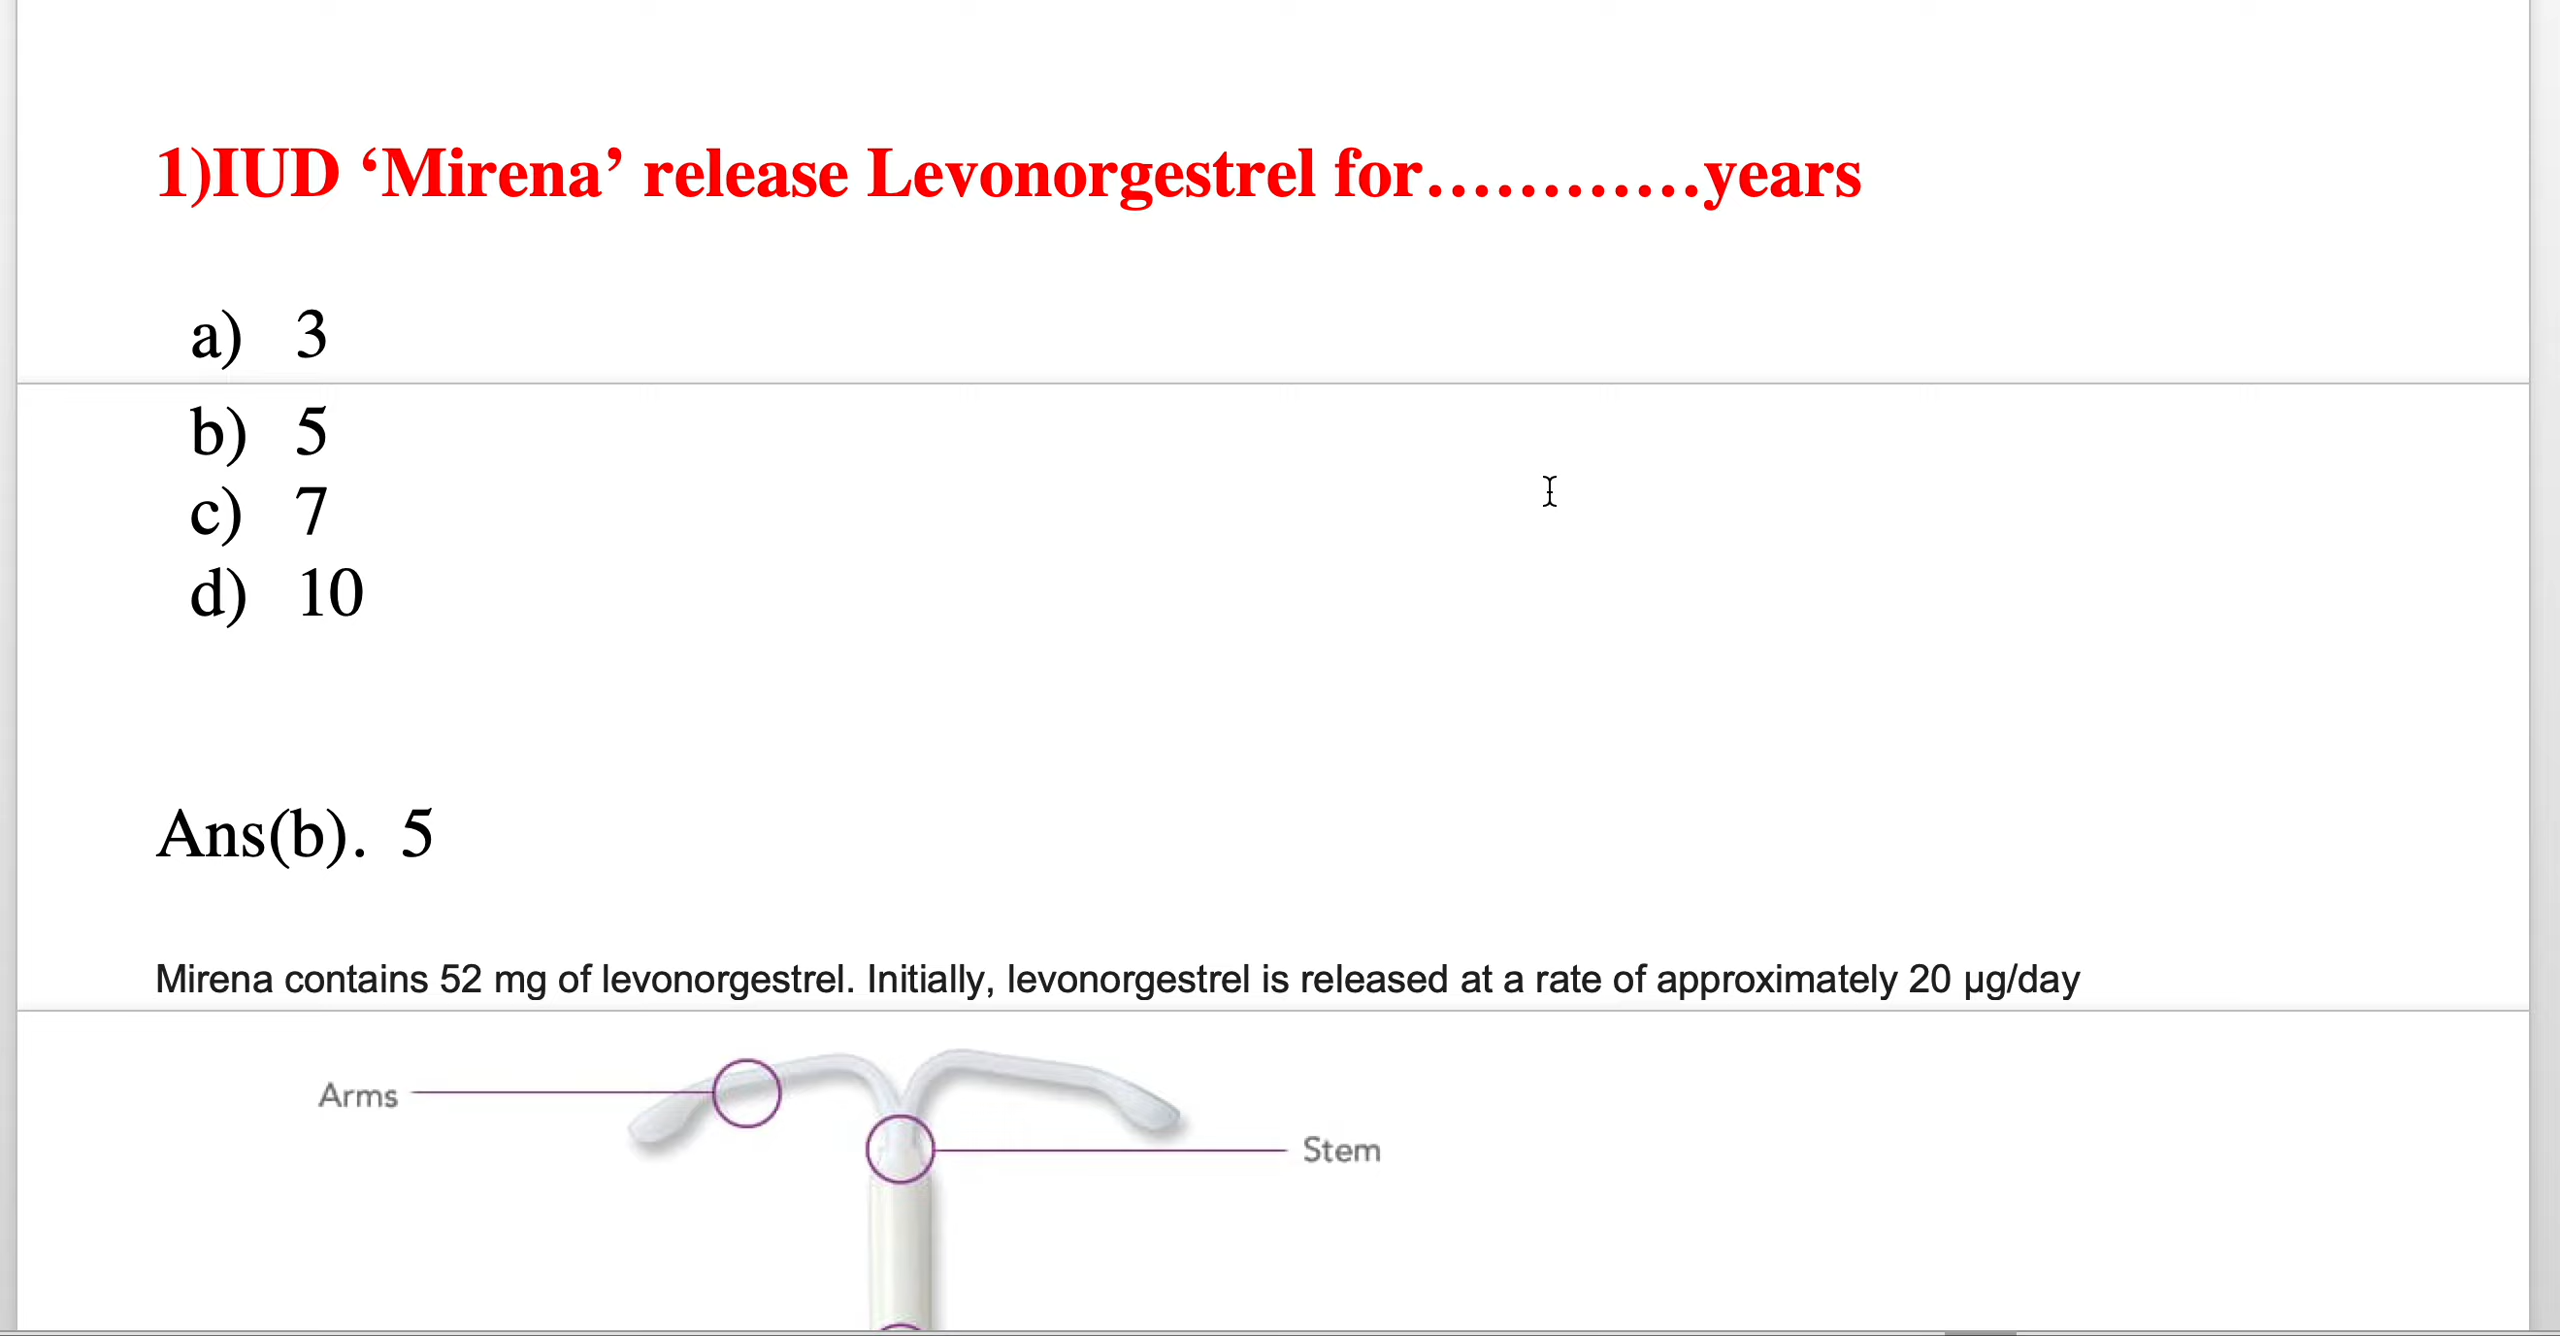 1)IUD ‘Mirena’ release Levonorgestrel for............years
a) 3
b) 5
c) 7
d) 10
Ans(b). 5
Mirena contains 52 mg of levonorgestrel. Initially, levonorgestrel is released at a rate of approximately 20 μg/day
Arms
Stem